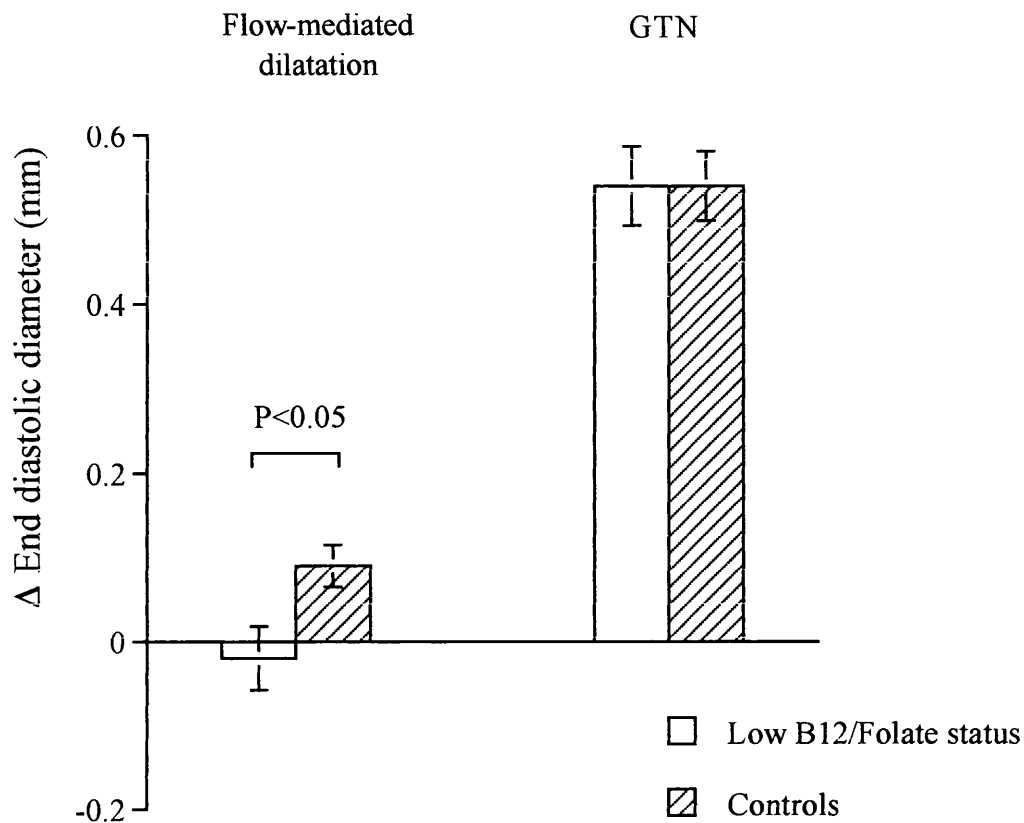 Flow-mediated
dilatation
GTN
Δ End diastolic diameter (mm)
0.6
0.4
0.2
0
-0.2
P<0.05
Low B12/Folate status
Controls